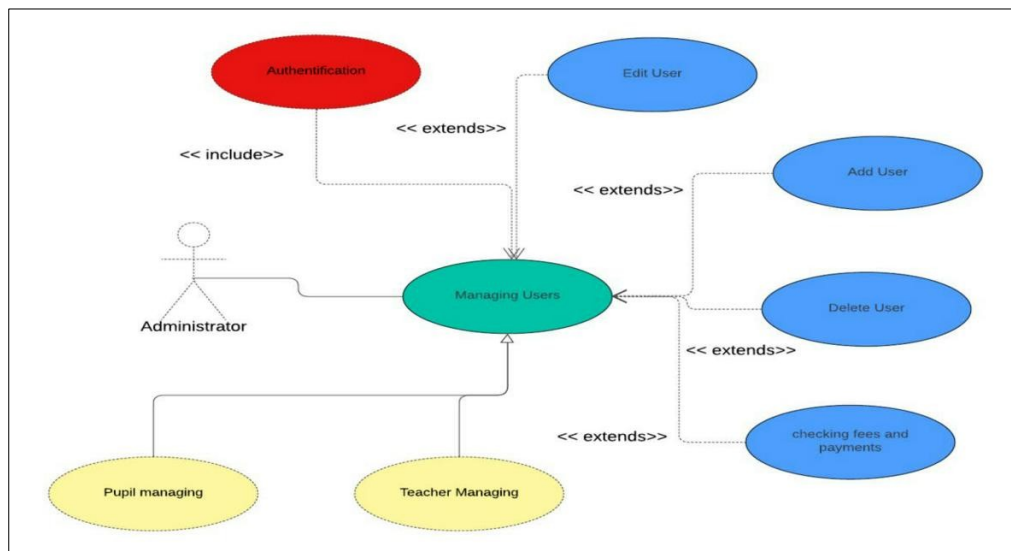 Authentification
Edit User
<< extends>>
<< include>>
Add User
<< extends>>
Managing Users
Administrator
Delete User
<< extends>>
<< extends>>
checking fees and
payments
Pupil managing
Teacher Managing